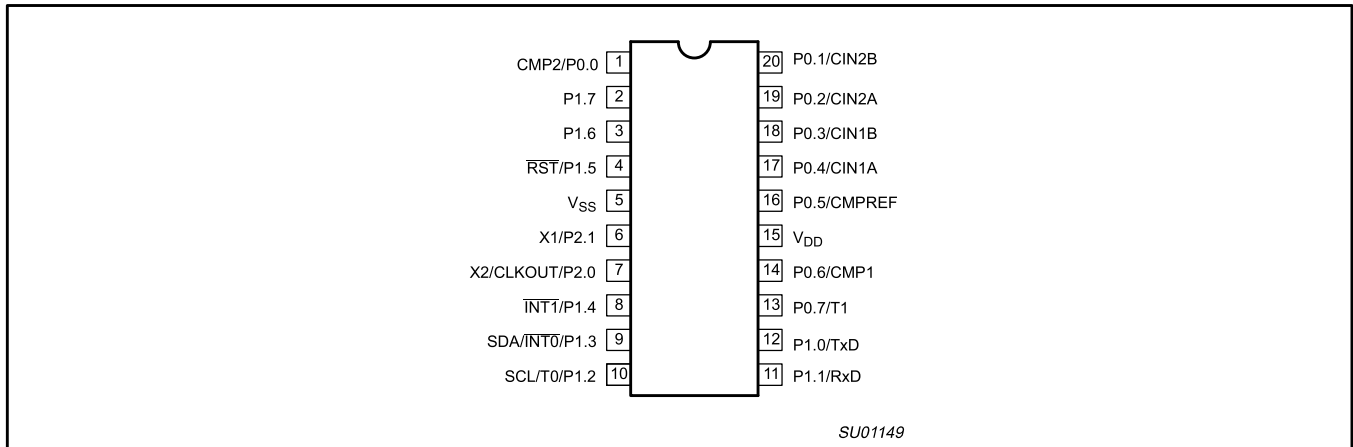 CMP2/P0.0 1 20 P0.1/CIN2B
P1.7 2 19 P0.2/CIN2A
P1.6 3 18 P0.3/CIN1B
R̅S̅T̅/P1.5 4 17 P0.4/CIN1A
VSS 5 16 P0.5/CMPREF
X1/P2.1 6 15 VDD
X2/CLKOUT/P2.0 7 14 P0.6/CMP1
I̅N̅T̅1̅/P1.4 8 13 P0.7/T1
SDA/I̅N̅T̅0̅/P1.3 9 12 P1.0/TxD
SCL/T0/P1.2 10 11 P1.1/RxD
SU01149